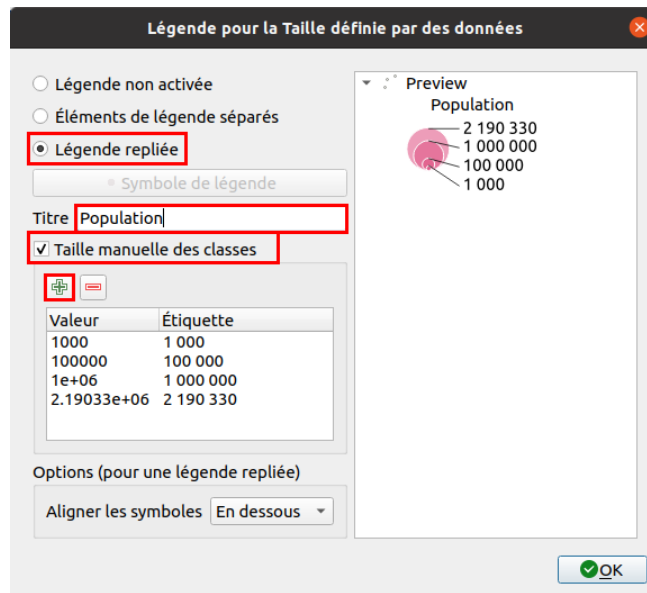 Légende pour la Taille définie par des données
Légende non activée
Éléments de légende séparés
Légende repliée
Symbole de légende
Titre Population
Taille manuelle des classes
Valeur Étiquette
1000 1 000
100000 100 000
1e+06 1 000 000
2.19033e+06 2 190 330
Options (pour une légende repliée)
Aligner les symboles En dessous
Preview
Population
2 190 330
1 000 000
100 000
1 000
OK